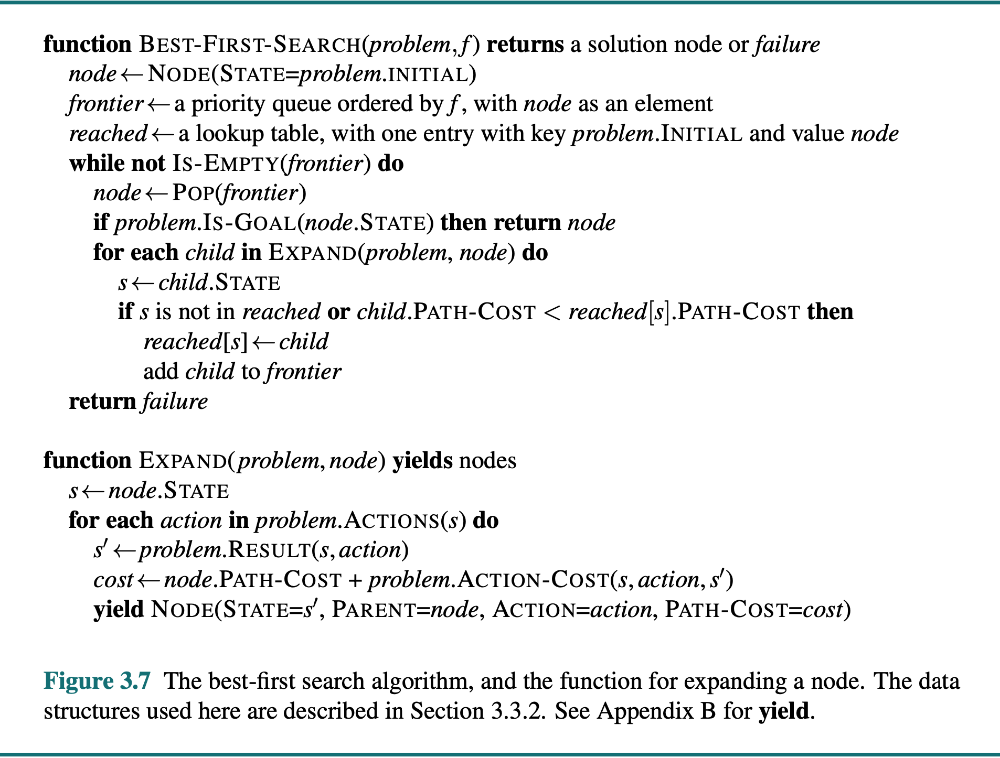 function BEST-FIRST-SEARCH(problem, f) returns a solution node or failure
node ← NODE(STATE=problem.INITIAL)
frontier ← a priority queue ordered by f, with node as an element
reached ← a lookup table, with one entry with key problem.INITIAL and value node
while not IS-EMPTY(frontier) do
node ← POP(frontier)
if problem.IS-GOAL(node.STATE) then return node
for each child in EXPAND(problem, node) do
s ← child.STATE
if s is not in reached or child.PATH-COST < reached[s].PATH-COST then
reached[s] ← child
add child to frontier
return failure
function EXPAND(problem, node) yields nodes
s ← node.STATE
for each action in problem.ACTIONS(s) do
s′ ← problem.RESULT(s, action)
cost ← node.PATH-COST + problem.ACTION-COST(s, action, s′)
yield NODE(STATE=s′, PARENT=node, ACTION=action, PATH-COST=cost)
Figure 3.7 The best-first search algorithm, and the function for expanding a node. The data
structures used here are described in Section 3.3.2. See Appendix B for yield.